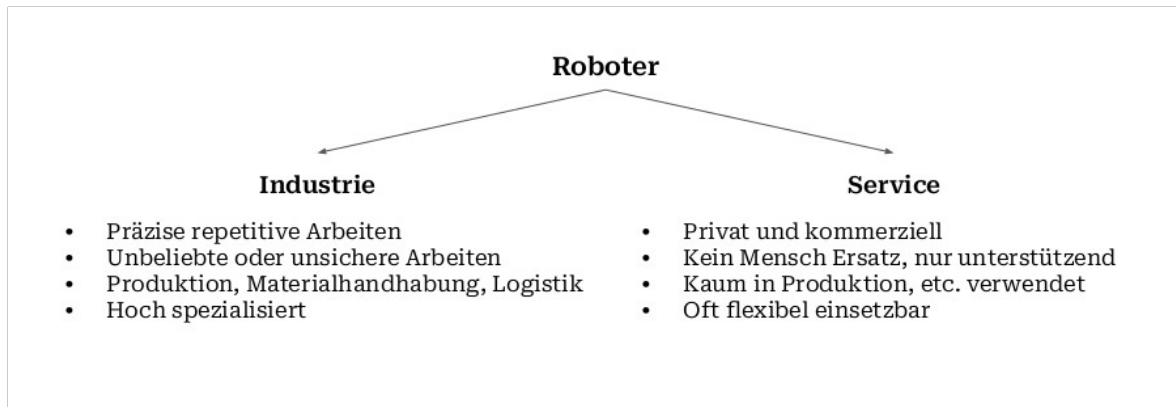 Roboter
Industrie
• Präzise repetitive Arbeiten
• Unbeliebte oder unsichere Arbeiten
• Produktion, Materialhandhabung, Logistik
• Hoch spezialisiert
Service
• Privat und kommerziell
• Kein Mensch Ersatz, nur unterstützend
• Kaum in Produktion, etc. verwendet
• Oft flexibel einsetzbar